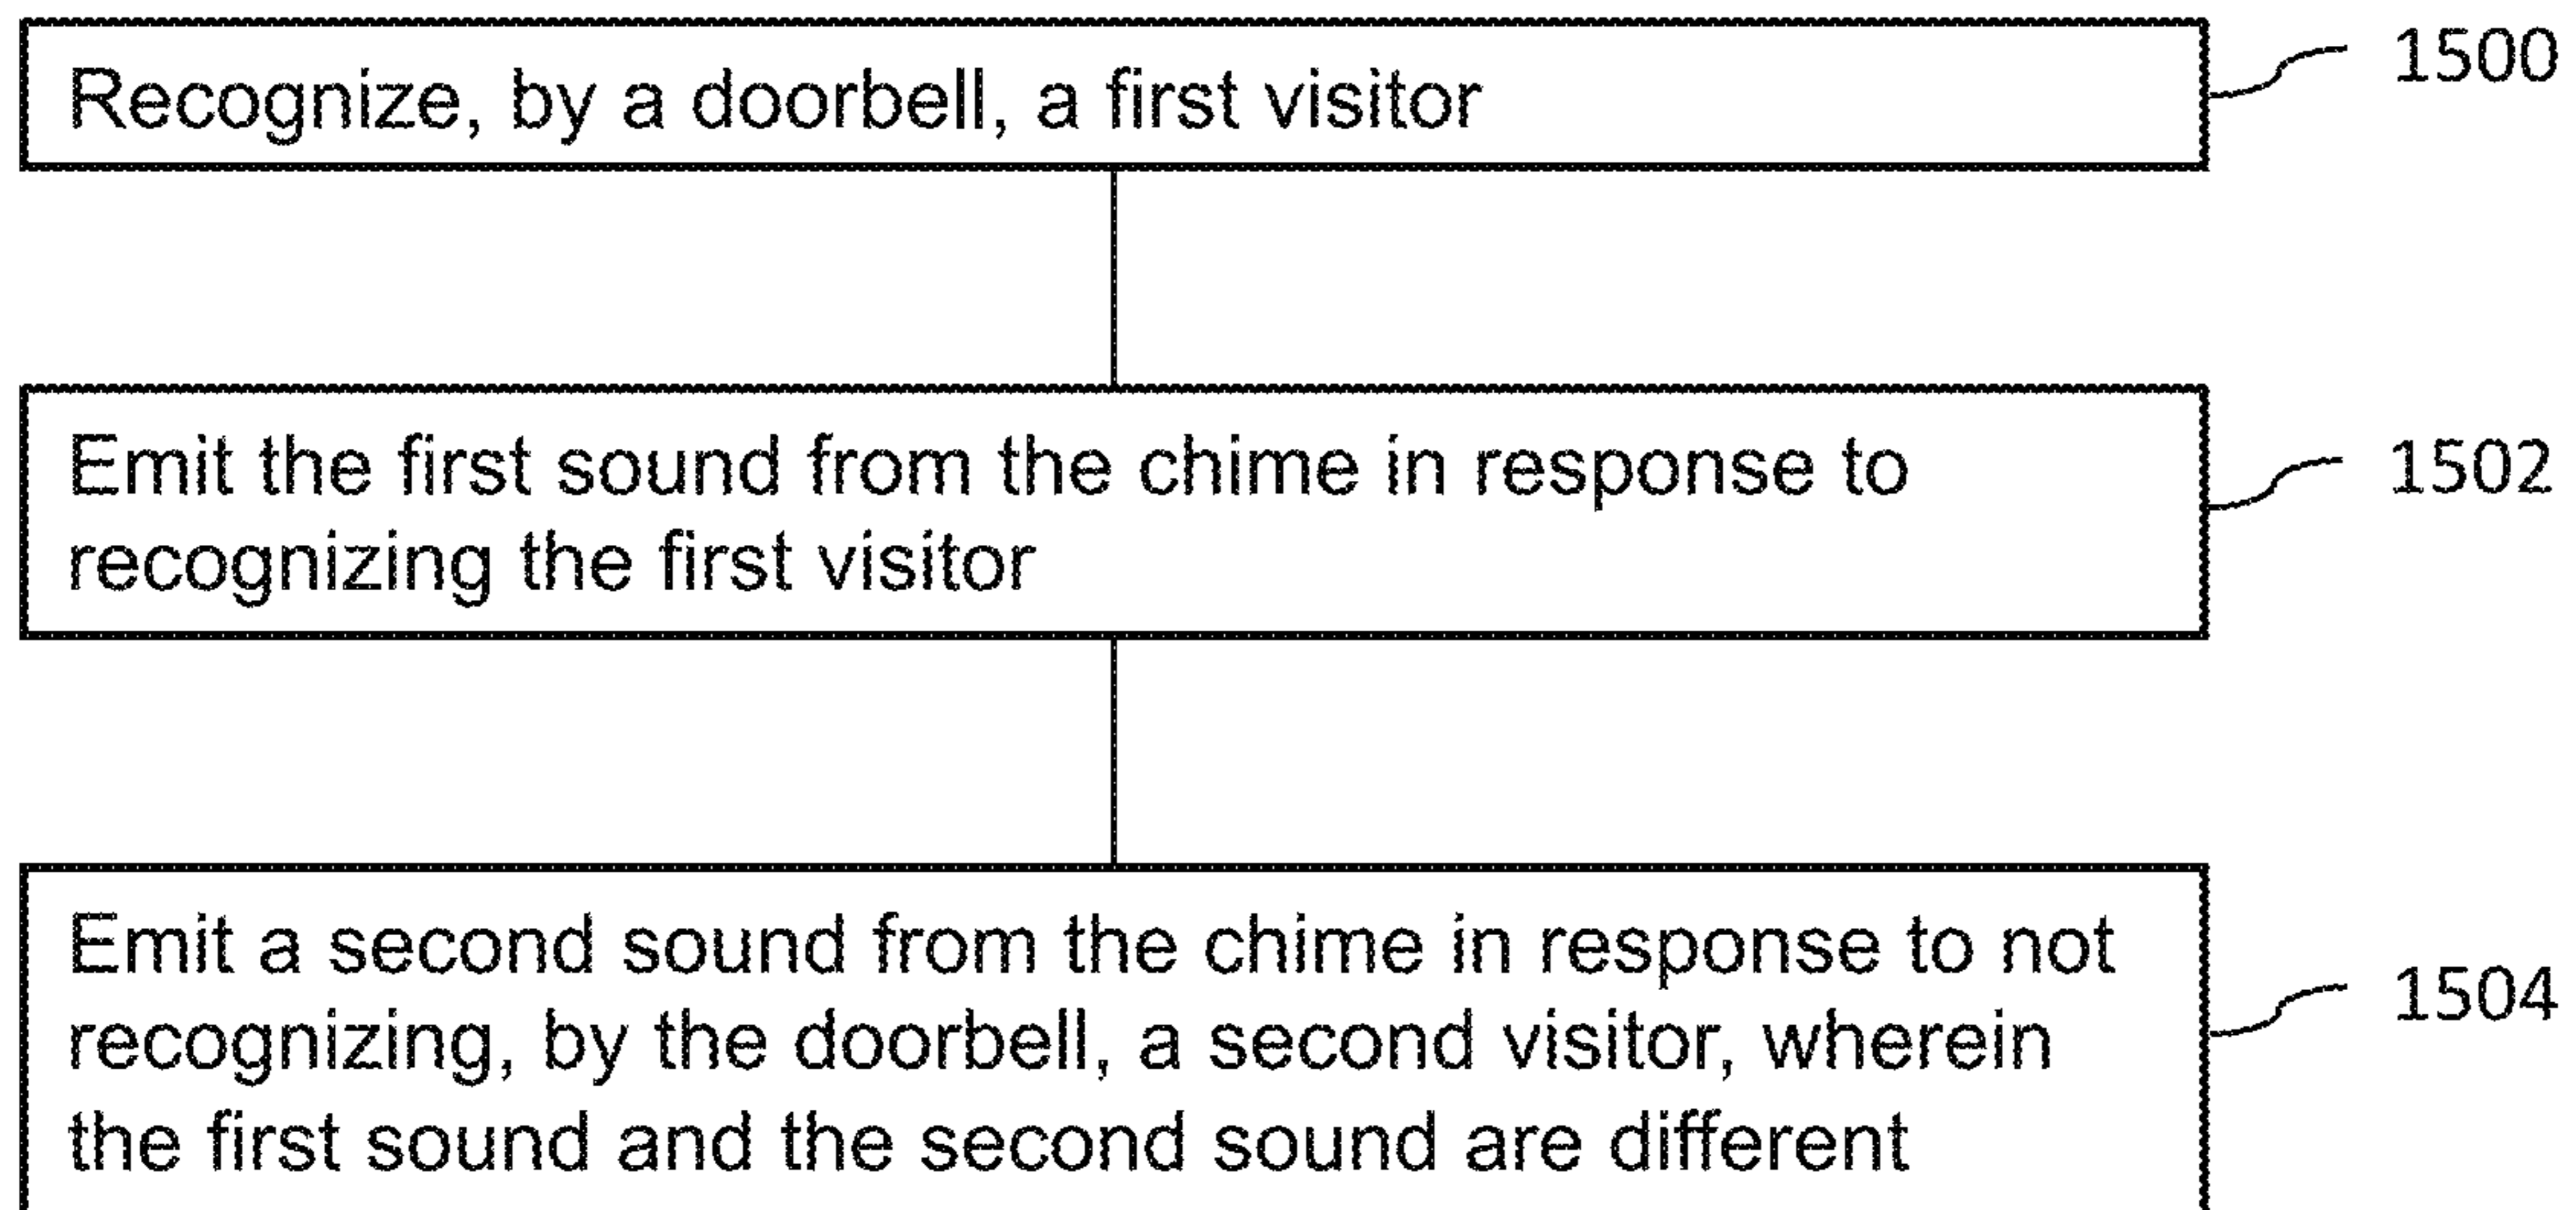 Recognize, by a doorbell, a first visitor
1500
Emit the first sound from the chime in response to
recognizing the first visitor
1502
Emit a second sound from the chime in response to not
recognizing, by the doorbell, a second visitor, wherein
the first sound and the second sound are different
1504